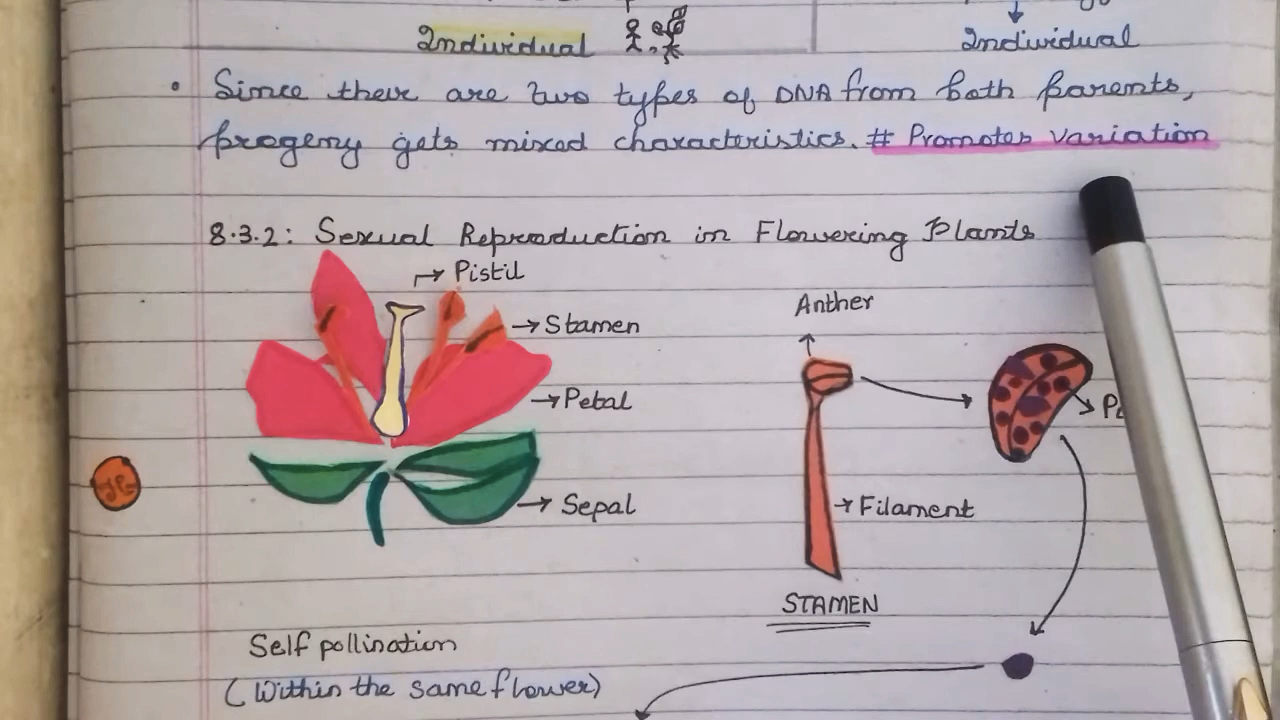 Individual
Individual
• Since there are two types of DNA from both parents,
progeny gets mixed characteristics. # Promotes variation
8.3.2: Sexual Reproduction in Flowering Plants
Pistil
Stamen
Anther
Petal
Sepal
Filament
STAMEN
Self pollination
(Within the same flower)